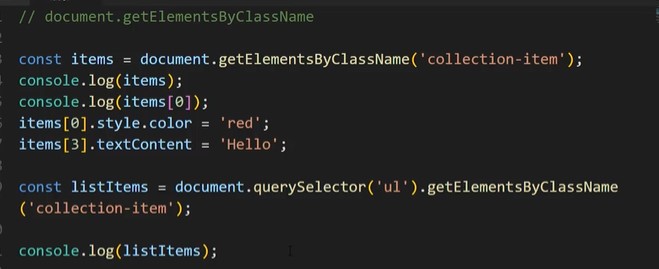 // document.getElementsByClassName
const items = document.getElementsByClassName('collection-item');
console.log(items);
console.log(items[0]);
items[0].style.color = 'red';
items[3].textContent = 'Hello';
const listItems = document.querySelector('ul').getElementsByClassName
('collection-item');
console.log(listItems);